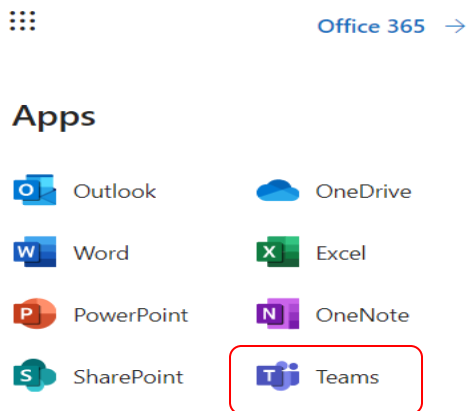 Office 365 →
Apps
Outlook OneDrive
Word Excel
PowerPoint OneNote
SharePoint Teams